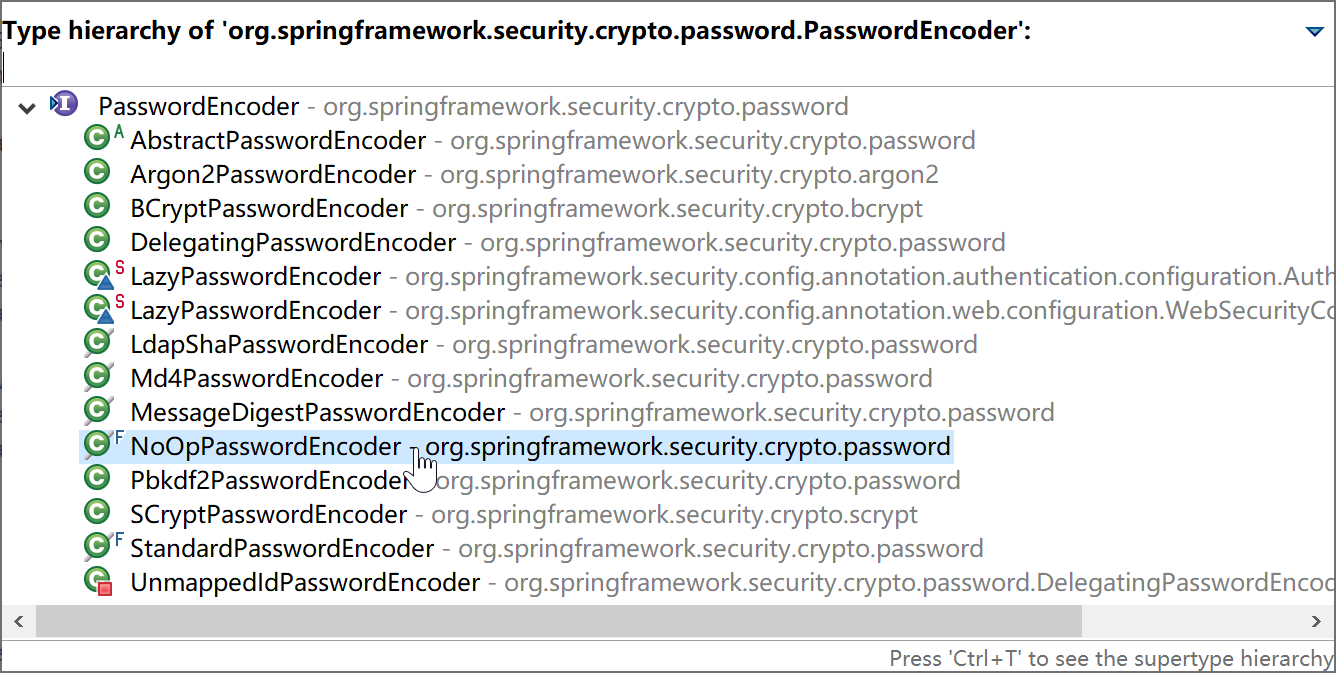 Type hierarchy of 'org.springframework.security.crypto.password.PasswordEncoder':
PasswordEncoder - org.springframework.security.crypto.password
AbstractPasswordEncoder - org.springframework.security.crypto.password
Argon2PasswordEncoder - org.springframework.security.crypto.argon2
BCryptPasswordEncoder - org.springframework.security.crypto.bcrypt
DelegatingPasswordEncoder - org.springframework.security.crypto.password
LazyPasswordEncoder - org.springframework.security.config.annotation.authentication.configuration.Auth
LazyPasswordEncoder - org.springframework.security.config.annotation.web.configuration.WebSecurityCo
LdapShaPasswordEncoder - org.springframework.security.crypto.password
Md4PasswordEncoder - org.springframework.security.crypto.password
MessageDigestPasswordEncoder - org.springframework.security.crypto.password
NoOpPasswordEncoder - org.springframework.security.crypto.password
Pbkdf2PasswordEncoder org.springframework.security.crypto.password
SCryptPasswordEncoder - org.springframework.security.crypto.scrypt
StandardPasswordEncoder - org.springframework.security.crypto.password
UnmappedIdPasswordEncoder - org.springframework.security.crypto.password.DelegatingPasswordEncod
Press 'Ctrl+T' to see the supertype hierarchy